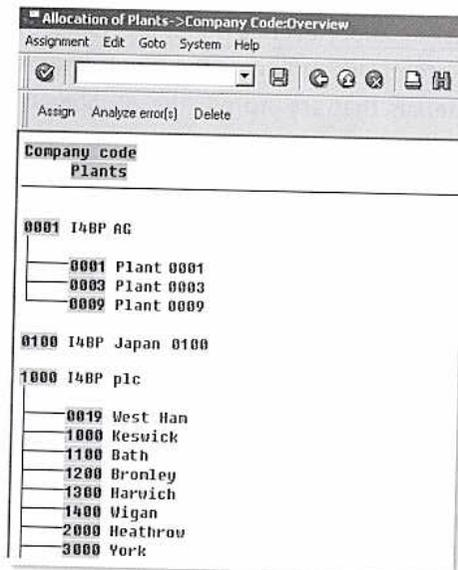 Allocation of Plants->Company Code:Overview
Assignment Edit Goto System Help
Assign Analyze error(s) Delete
Company code
Plants
0001 I4BP AG
0001 Plant 0001
0003 Plant 0003
0009 Plant 0009
0100 I4BP Japan 0100
1000 I4BP plc
0019 West Ham
1000 Keswick
1100 Bath
1200 Bromley
1300 Harwich
1400 Wigan
2000 Heathrow
3000 York